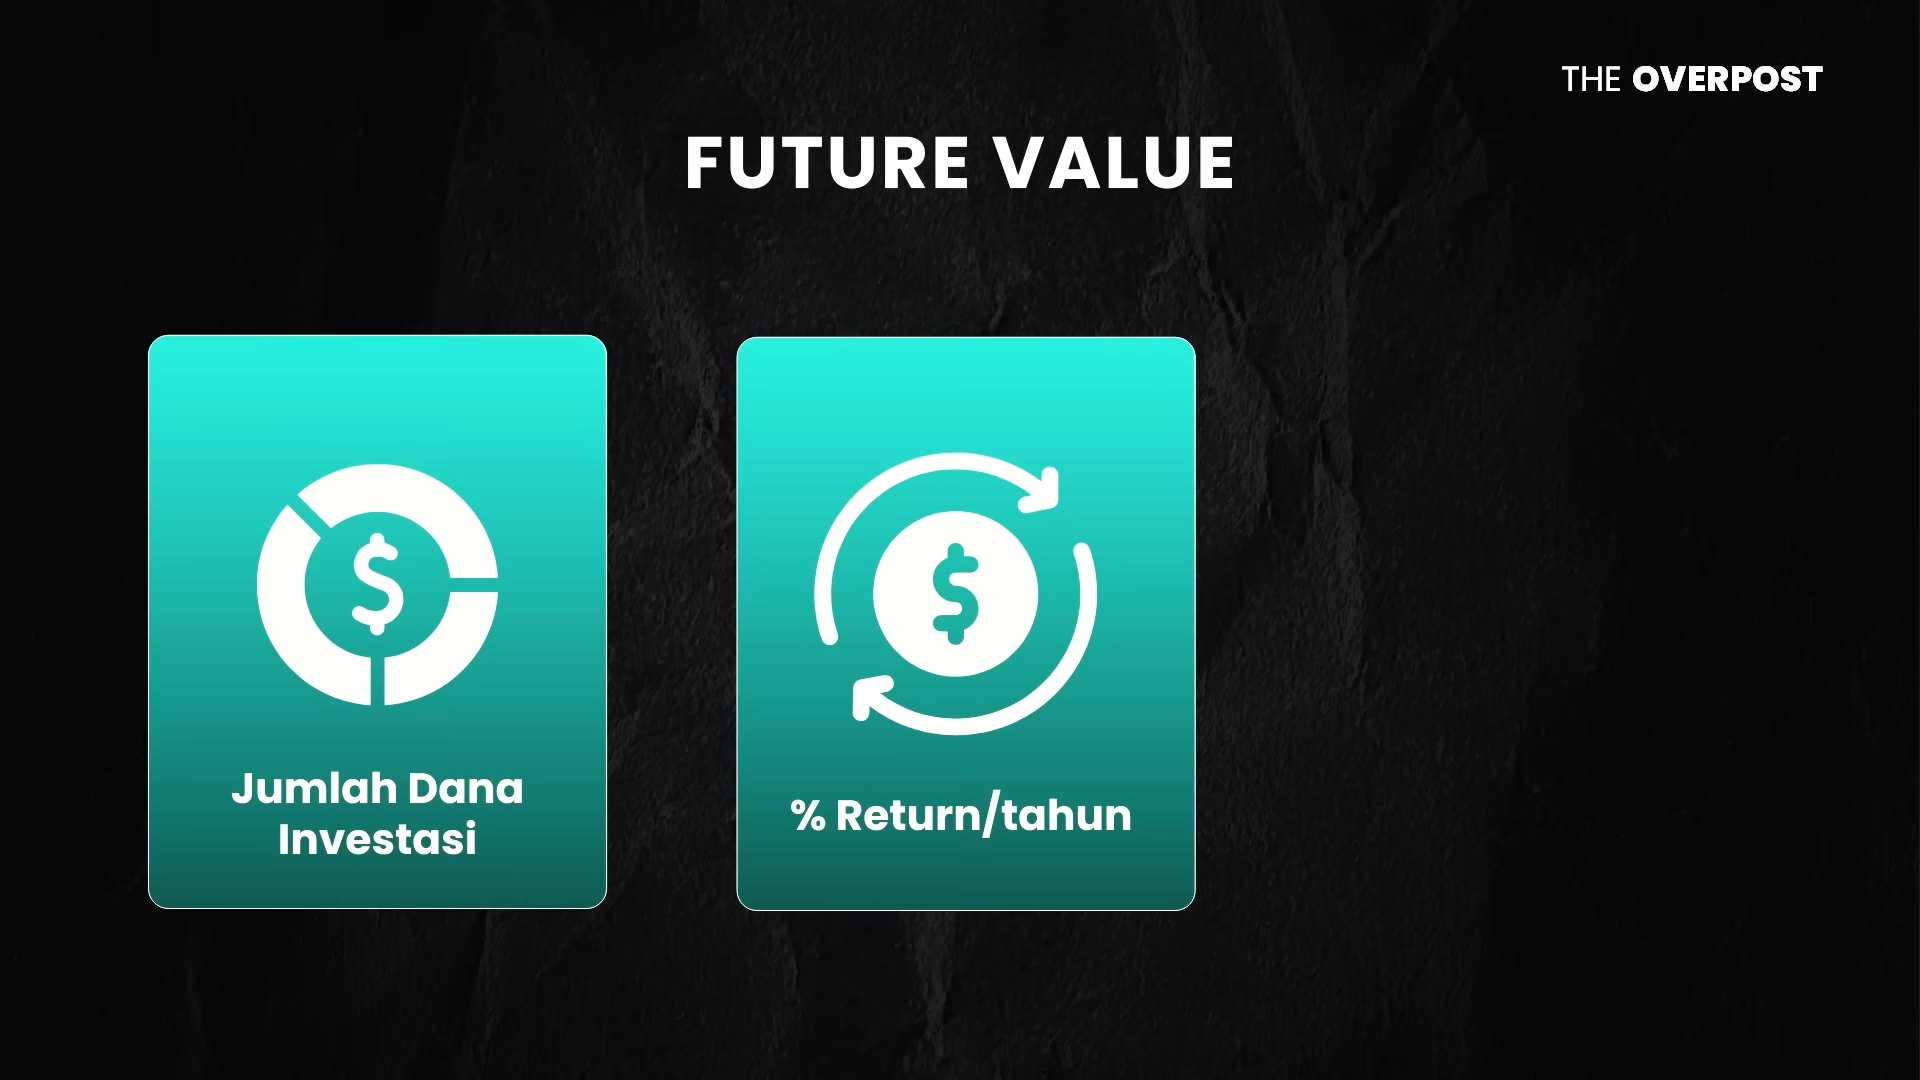 THE OVERPOST
FUTURE VALUE
Jumlah Dana
Investasi
% Return/tahun